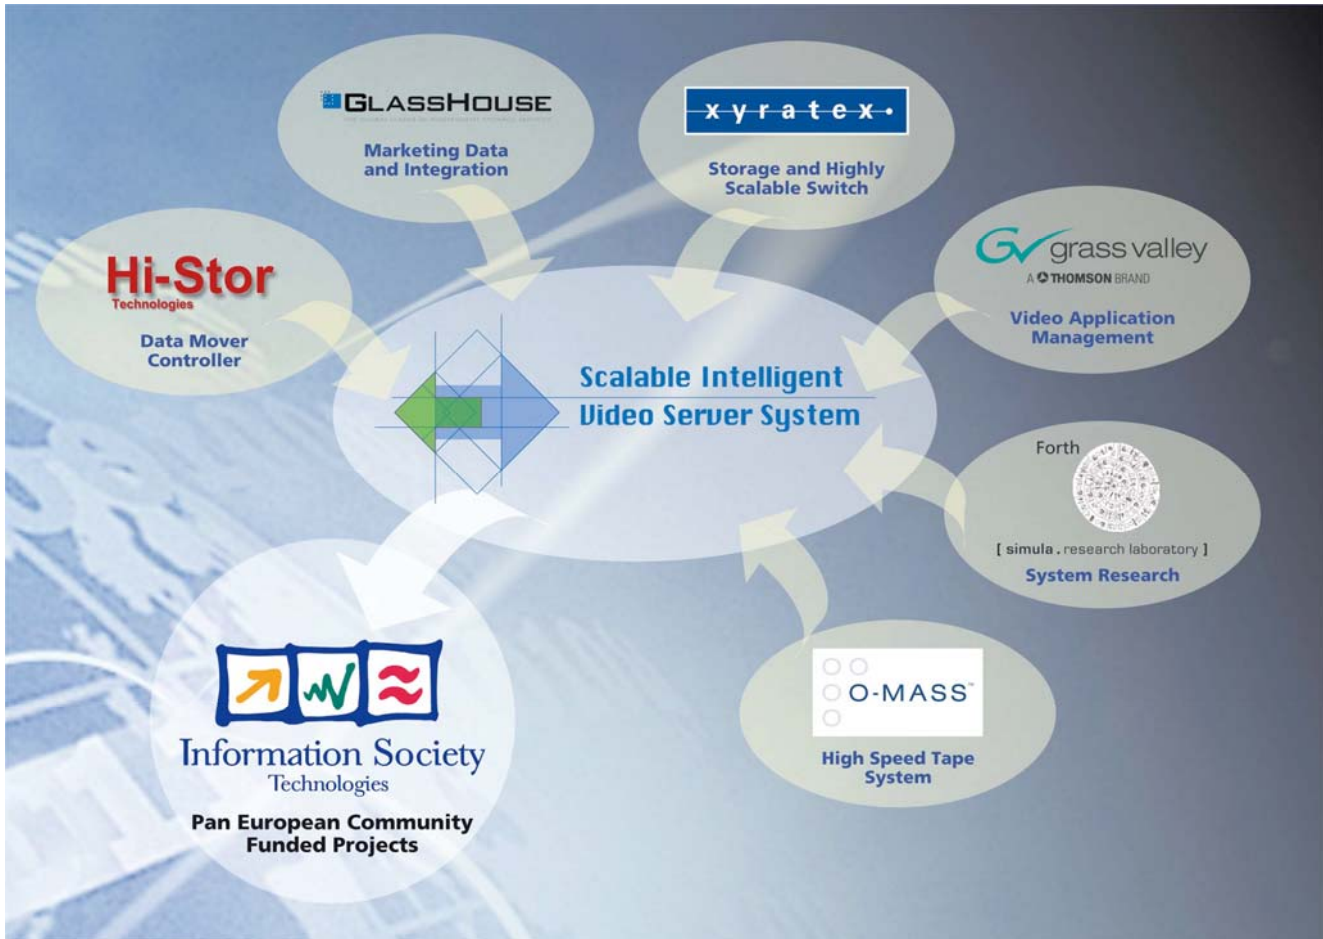 GLASSHOUSE
Marketing Data
and Integration
xyratex
Storage and Highly
Scalable Switch
Hi-Stor
Technologies
Data Mover
Controller
GV grass valley
A THOMSON BRAND
Video Application
Management
Scalable Intelligent
Video Server System
Forth
[ simula . research laboratory ]
System Research
O-MASS™
High Speed Tape
System
Information Society
Technologies
Pan European Community
Funded Projects